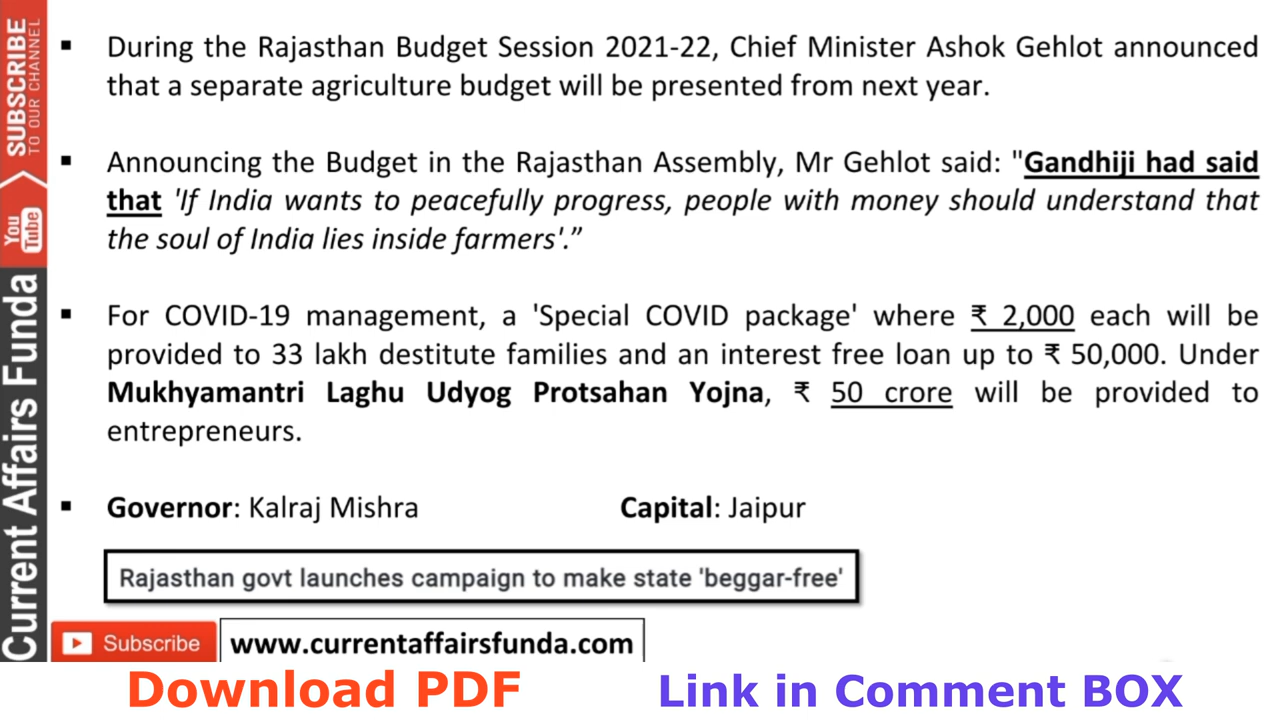 SUBSCRIBE
TO OUR CHANNEL
You
Tube
Current Affairs Funda
▪ During the Rajasthan Budget Session 2021-22, Chief Minister Ashok Gehlot announced
that a separate agriculture budget will be presented from next year.
▪ Announcing the Budget in the Rajasthan Assembly, Mr Gehlot said: "Gandhiji had said
that 'If India wants to peacefully progress, people with money should understand that
the soul of India lies inside farmers'.”
▪ For COVID-19 management, a 'Special COVID package' where ₹ 2,000 each will be
provided to 33 lakh destitute families and an interest free loan up to ₹ 50,000. Under
Mukhyamantri Laghu Udyog Protsahan Yojna, ₹ 50 crore will be provided to
entrepreneurs.
▪ Governor: Kalraj Mishra Capital: Jaipur
Rajasthan govt launches campaign to make state 'beggar-free'
Subscribe www.currentaffairsfunda.com
Download PDF Link in Comment BOX